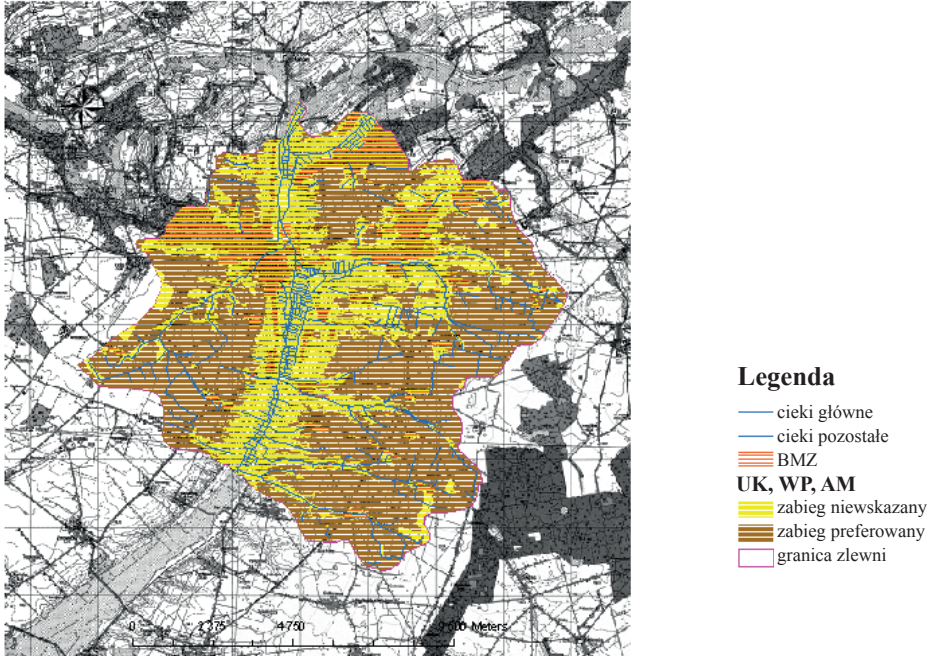 Legenda
cieki główne
cieki pozostałe
BMZ
UK, WP, AM
zabieg niewskazany
zabieg preferowany
granica zlewni
0 2 375 4 750 9 500 Meters